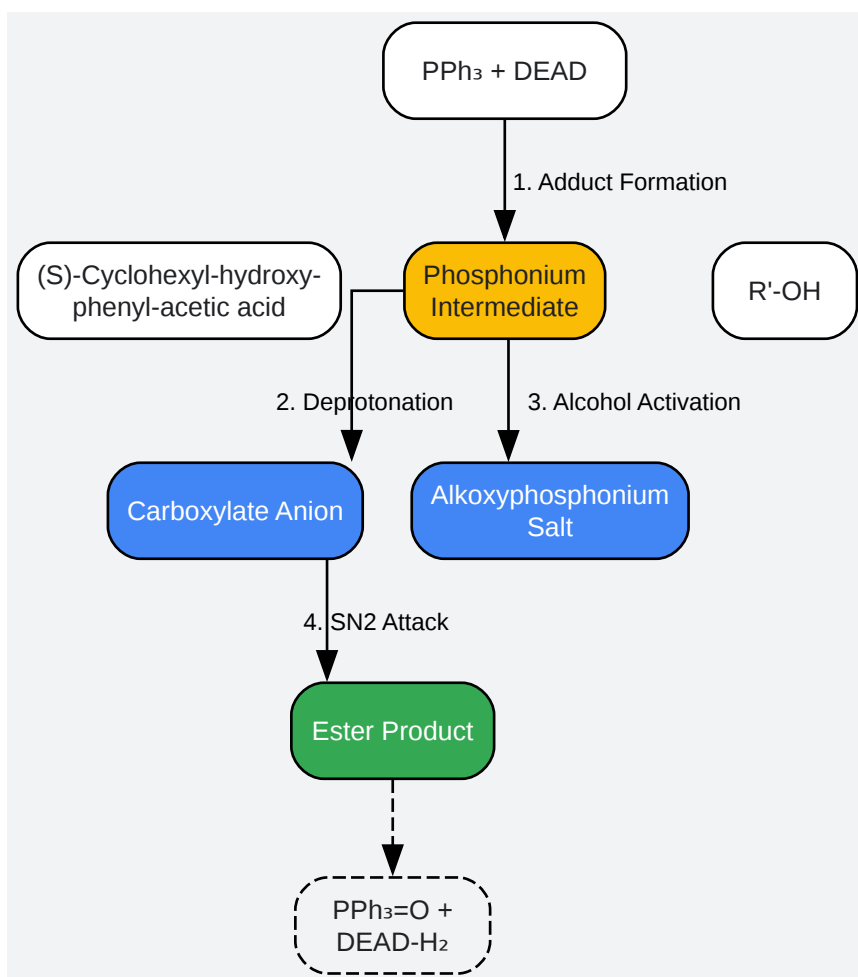 PPh₃ + DEAD
1. Adduct Formation
(S)-Cyclohexyl-hydroxy-
phenyl-acetic acid
Phosphonium
Intermediate
R'-OH
2. Deprotonation
3. Alcohol Activation
Carboxylate Anion
Alkoxyphosphonium
Salt
4. SN2 Attack
Ester Product
PPh₃=O +
DEAD-H₂